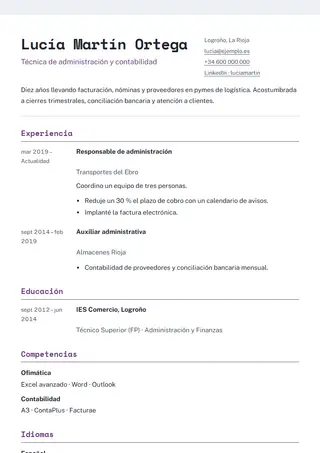 Lucía Martín Ortega
Técnica de administración y contabilidad
Logroño, La Rioja
lucia@ejemplo.es
+34 600 000 000
LinkedIn · luciamartin
Diez años llevando facturación, nóminas y proveedores en pymes de logística. Acostumbrada
a cierres trimestrales, conciliación bancaria y atención a clientes.
Experiencia
mar 2019 –
Actualidad
Responsable de administración
Transportes del Ebro
Coordino un equipo de tres personas.
• Reduje un 30 % el plazo de cobro con un calendario de avisos.
• Implanté la factura electrónica.
sept 2014 – feb
2019
Auxiliar administrativa
Almacenes Rioja
• Contabilidad de proveedores y conciliación bancaria mensual.
Educación
sept 2012 – jun
2014
IES Comercio, Logroño
Técnico Superior (FP) · Administración y Finanzas
Competencias
Ofimática
Excel avanzado · Word · Outlook
Contabilidad
A3 · ContaPlus · Facturae
Idiomas